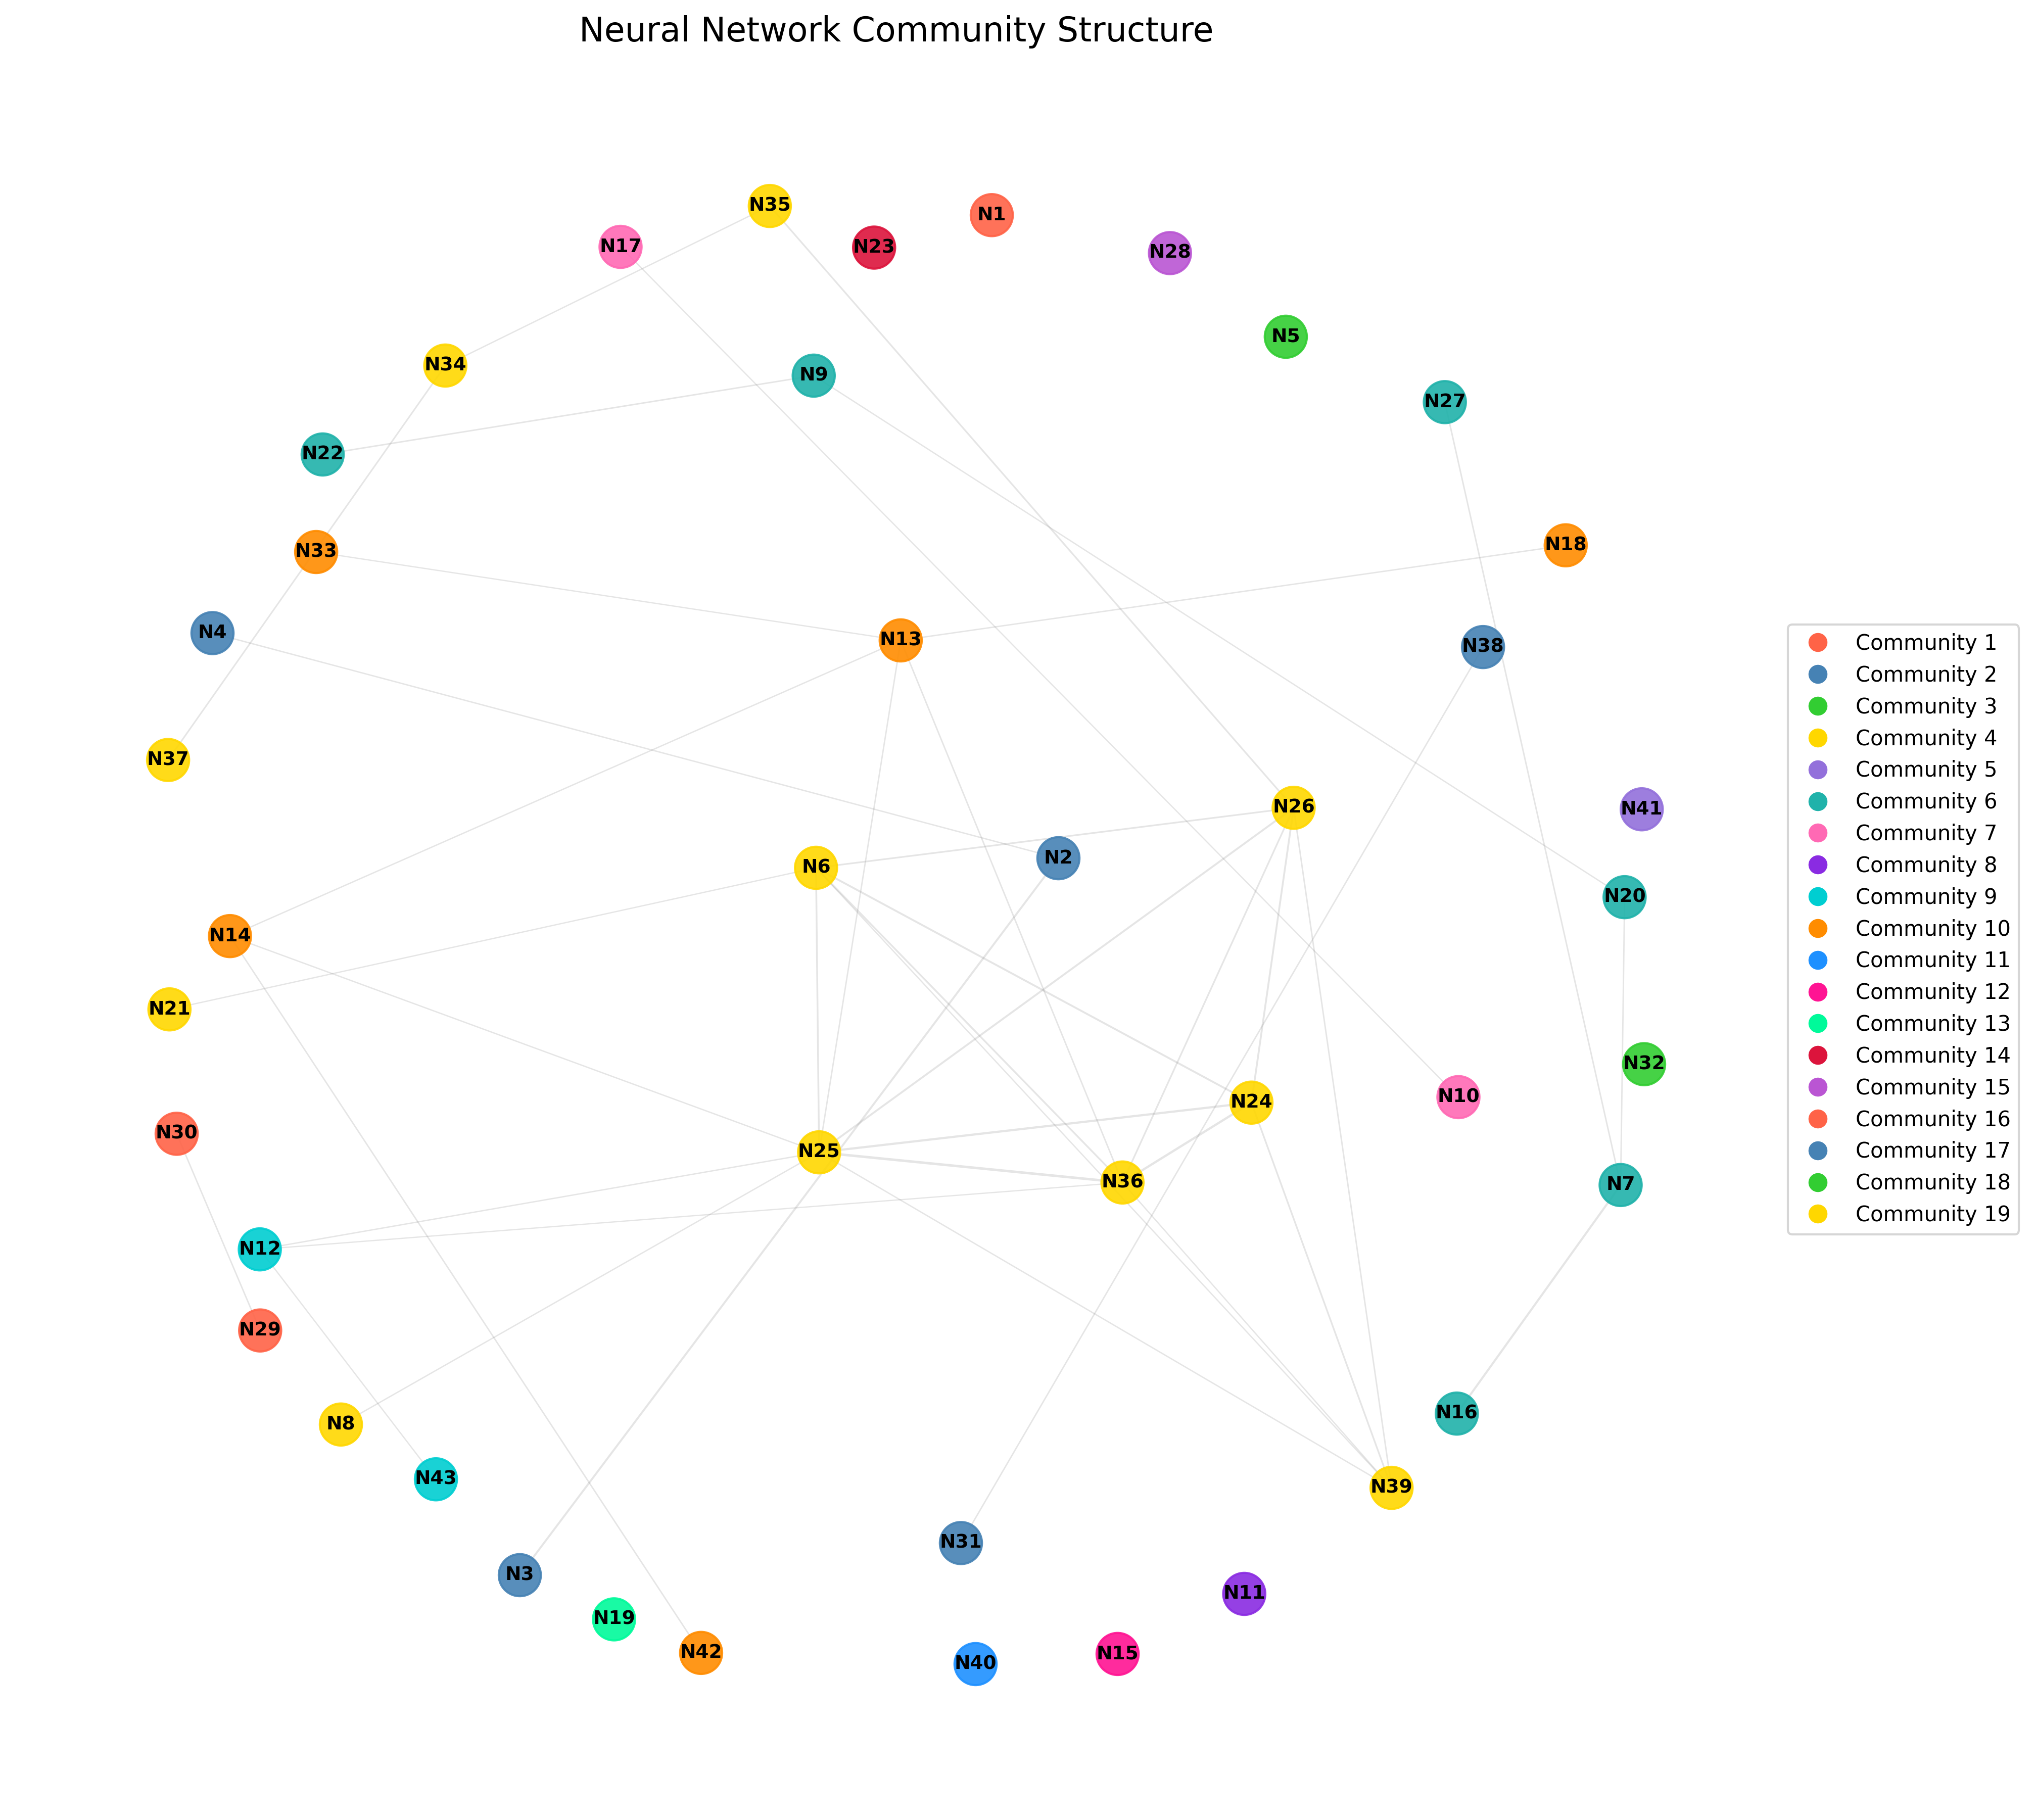 Neural Network Community Structure
N35
N1
N17
N23
N28
N5
N34
N9
N27
N22
N18
N33
N4
N13
N38
N37
N26
N41
N2
N6
N20
N14
N21
N32
N10
N24
N30
N25
N36
N7
N12
N29
N16
N8
N43
N39
N31
N3
N11
N19
N42
N15
N40
Community 1
Community 2
Community 3
Community 4
Community 5
Community 6
Community 7
Community 8
Community 9
Community 10
Community 11
Community 12
Community 13
Community 14
Community 15
Community 16
Community 17
Community 18
Community 19